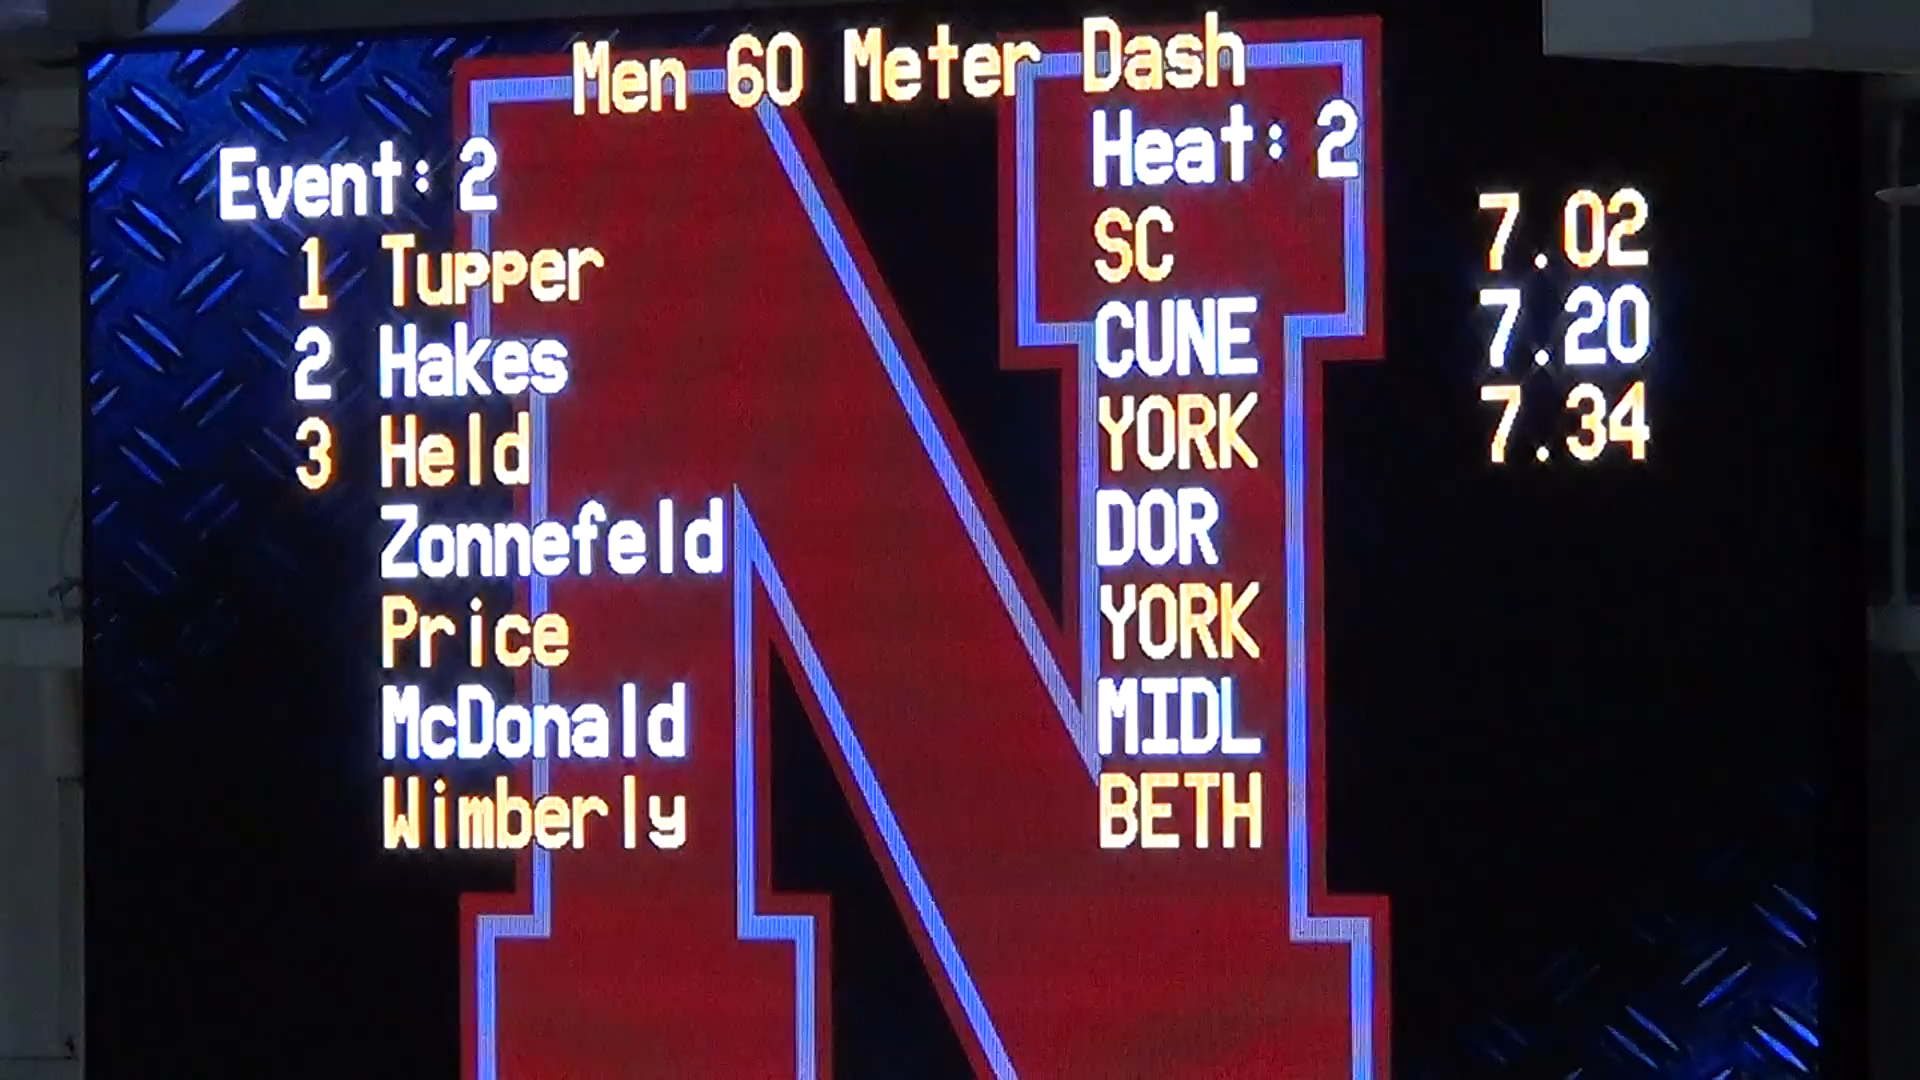 Men 60 Meter Dash
Event: 2 Heat: 2
1 Tupper SC 7.02
2 Hakes CUNE 7.20
3 Held YORK 7.34
Zonnefeld DOR
Price YORK
McDonald MIDL
Wimberly BETH